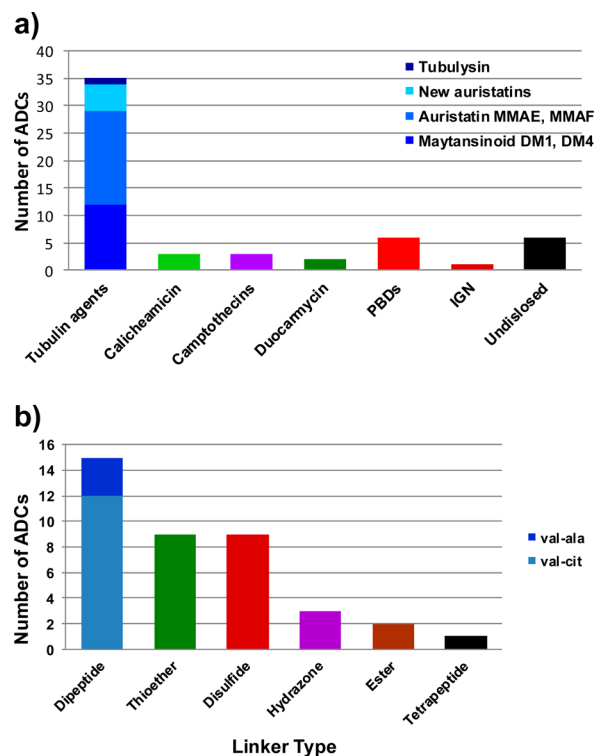 a)
Number of ADCs
40
35
30
25
20
15
10
5
0
Tubulysin
New auristatins
Auristatin MMAE, MMAF
Maytansinoid DM1, DM4
Tubulin agents
Calicheamicin
Camptothecins
Duocarmycin
PBDs
IGN
Undislosed
b)
Number of ADCs
16
14
12
10
8
6
4
2
0
val-ala
val-cit
Dipeptide
Thioether
Disulfide
Hydrazone
Ester
Tetrapeptide
Linker Type